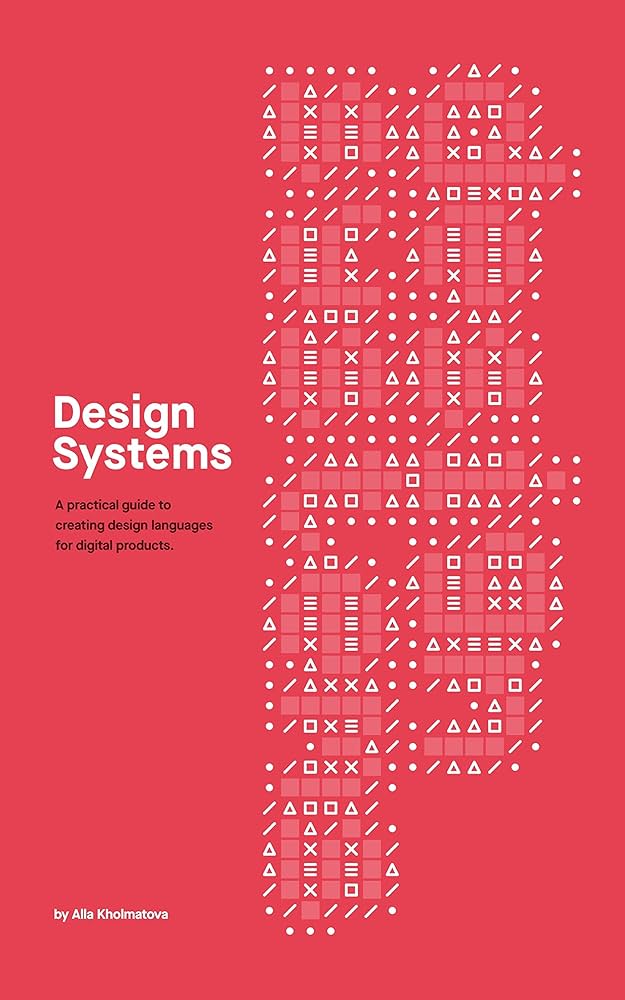 Design
Systems
A practical guide to
creating design languages
for digital products.
by Alla Kholmatova